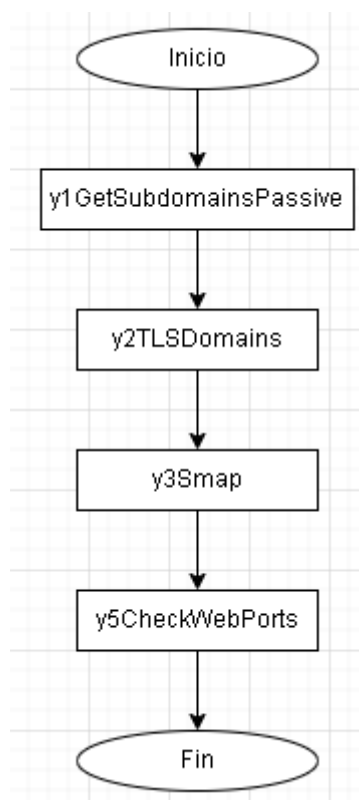 Inicio
y1GetSubdomainsPassive
y2TLSDomains
y3Smap
y5CheckWebPorts
Fin